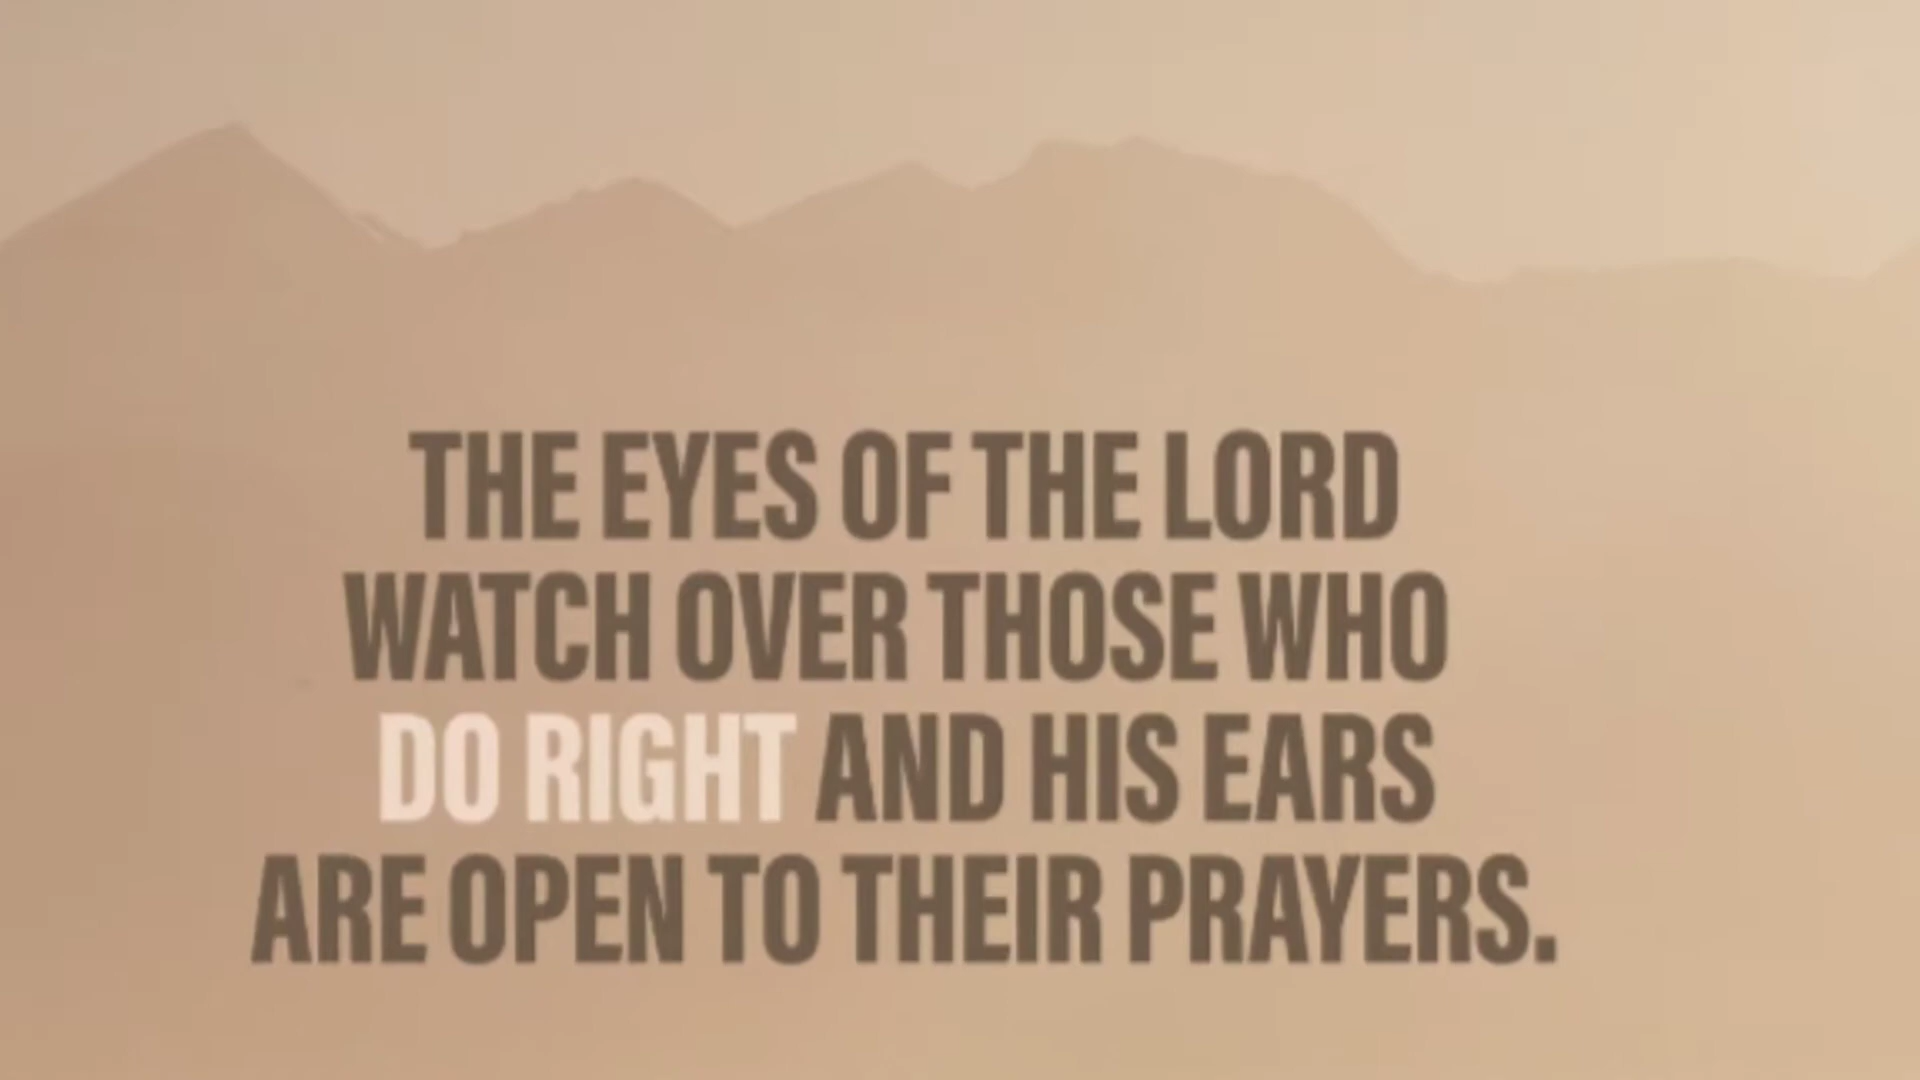 THE EYES OF THE LORD
WATCH OVER THOSE WHO
DO RIGHT AND HIS EARS
ARE OPEN TO THEIR PRAYERS.